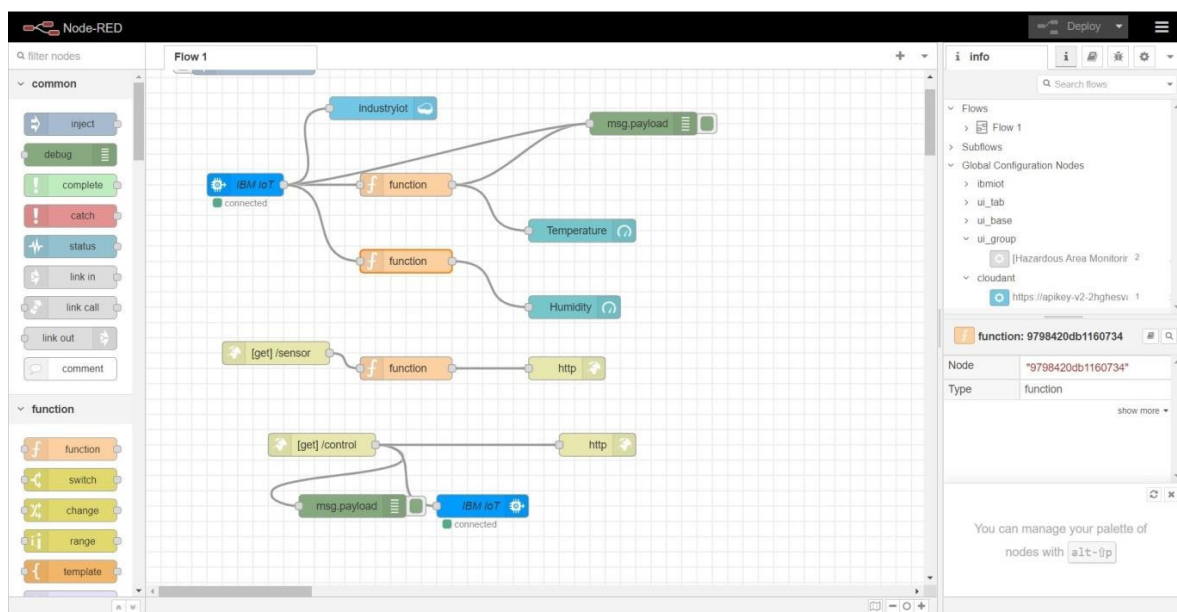 Node-RED
Deploy
filter nodes
common
inject
debug
complete
catch
status
link in
link call
link out
comment
function
function
switch
change
range
template
Flow 1
industryiot
msg.payload
IBM IoT
connected
function
Temperature
function
Humidity
[get] /sensor
function
http
[get] /control
http
msg.payload
IBM IoT
connected
i info
i
Search flows
Flows
Flow 1
Subflows
Global Configuration Nodes
ibmiot
ui_tab
ui_base
ui_group
[Hazardous Area Monitorin 2
cloudant
https://apikey-v2-2hghesv 1
function: 9798420db1160734
Node "9798420db1160734"
Type function
show more
You can manage your palette of
nodes with alt-⇧p